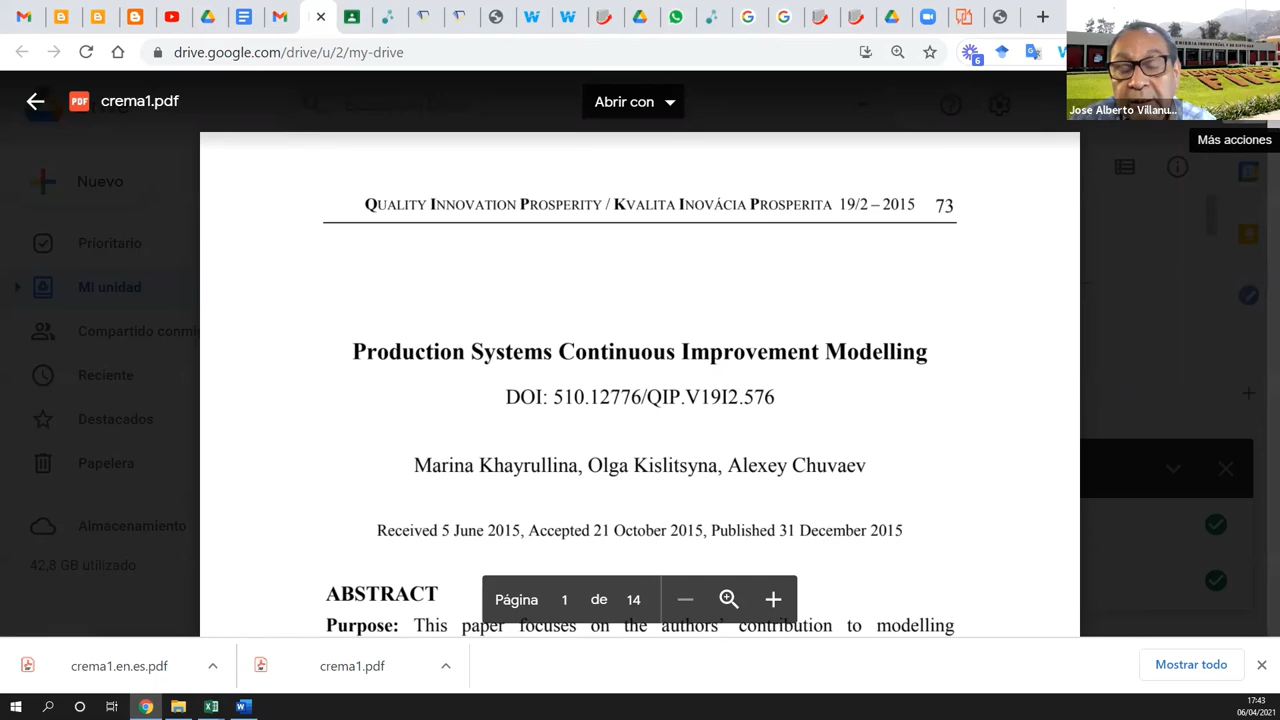 drive.google.com/drive/u/2/my-drive
6
Jose Alberto Villanu...
PDF crema1.pdf
Abrir con
Más acciones
Nuevo
Prioritario
Mi unidad
Compartido conmi
Reciente
Destacados
Papelera
Almacenamiento
42,8 GB utilizado
QUALITY INNOVATION PROSPERITY / KVALITA INOVÁCIA PROSPERITA 19/2 – 2015 73
Production Systems Continuous Improvement Modelling
DOI: 510.12776/QIP.V19I2.576
Marina Khayrullina, Olga Kislitsyna, Alexey Chuvaev
Received 5 June 2015, Accepted 21 October 2015, Published 31 December 2015
ABSTRACT
Página 1 de 14
Purpose: This paper focuses on the authors' contribution to modelling
crema1.en.es.pdf
crema1.pdf
Mostrar todo
17:43
06/04/2021